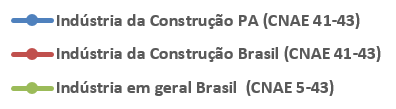 Indústria da Construção PA (CNAE 41-43)
Indústria da Construção Brasil (CNAE 41-43)
Indústria em geral Brasil  (CNAE 5-43)